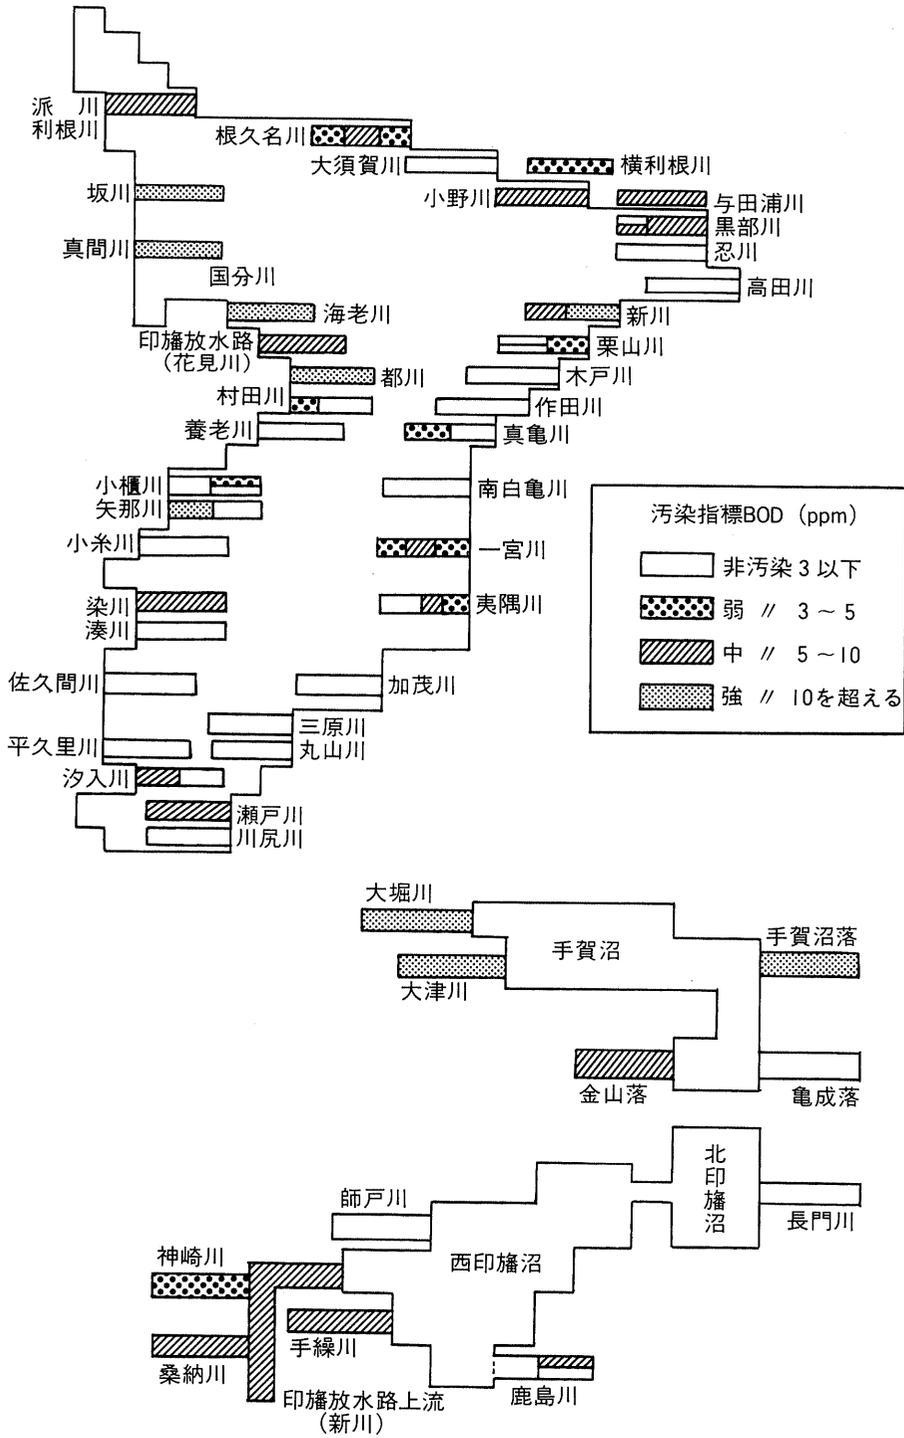 派　川
利根川
根久名川
大須賀川
横利根川
小野川
与田浦川
黒部川
忍川
高田川
坂川
真間川
国分川
海老川
新川
印旛放水路
（花見川）
栗山川
都川
木戸川
村田川
作田川
養老川
真亀川
小櫃川
南白亀川
矢那川
小糸川
一宮川
染川
夷隅川
湊川
佐久間川
加茂川
三原川
平久里川
丸山川
汐入川
瀬戸川
川尻川
汚染指標BOD（ppm）
非汚染3以下
弱 〃 3～5
中 〃 5～10
強 〃 10を超える
大堀川
手賀沼
手賀沼落
大津川
金山落
亀成落
北印旛沼
師戸川
長門川
神崎川
西印旛沼
手繰川
桑納川
印旛放水路上流
（新川）
鹿島川